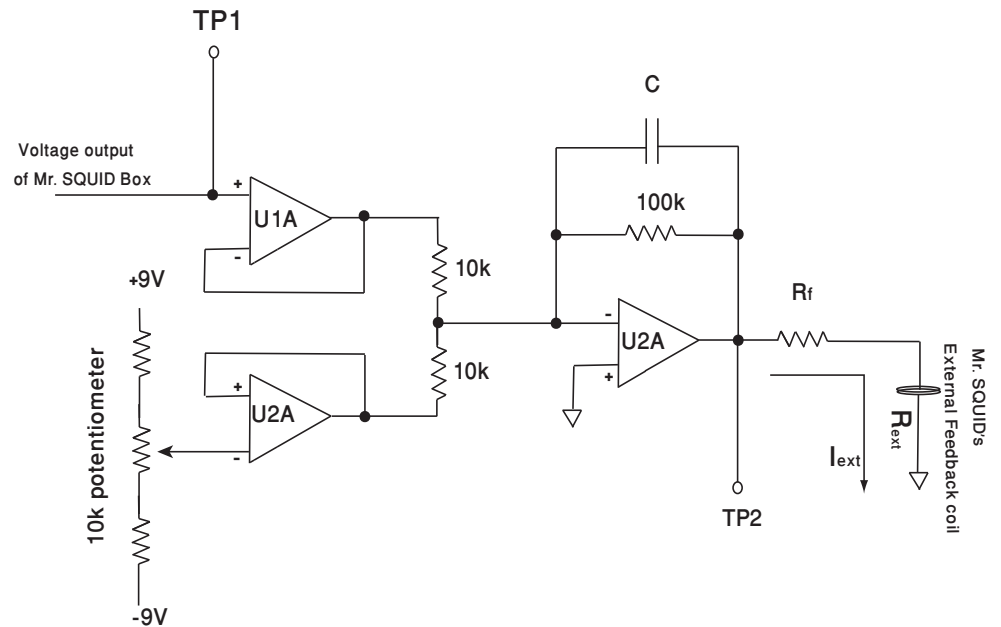 TP1
C
Voltage output
of Mr. SQUID Box
+
U1A
-
100k
10k
+9V
Rf
-
U2A
+
10k
+
U2A
-
10k potentiometer
Mr. SQUID's
External Feedback coil
Rext
Iext
TP2
-9V